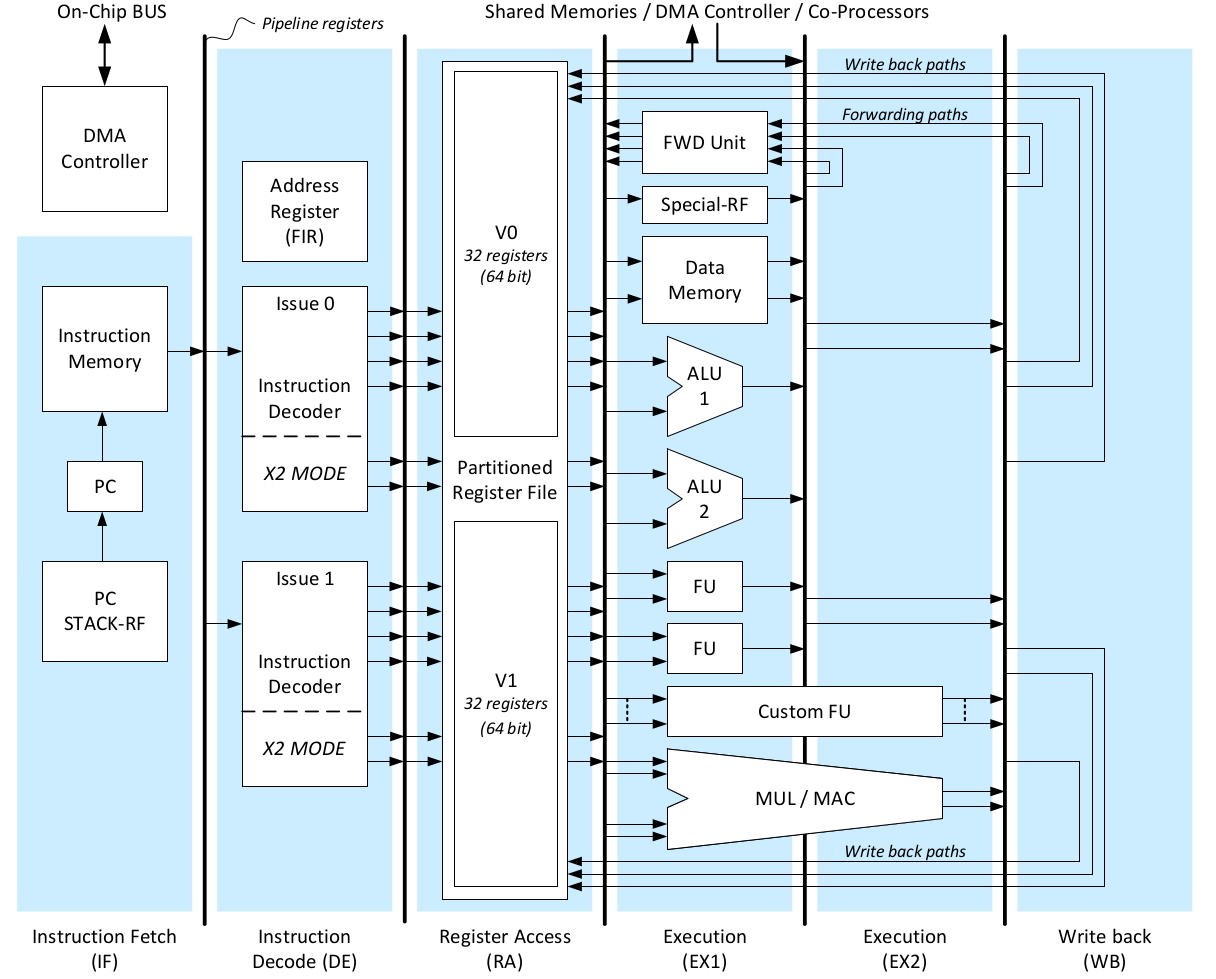 On-Chip BUS
Pipeline registers
Shared Memories / DMA Controller / Co-Processors
DMA
Controller
Address
Register
(FIR)
Instruction
Memory
PC
PC
STACK-RF
Issue 0
Instruction
Decoder
X2 MODE
Issue 1
Instruction
Decoder
X2 MODE
V0
32 registers
(64 bit)
Partitioned
Register File
V1
32 registers
(64 bit)
Write back paths
Forwarding paths
FWD Unit
Special-RF
Data
Memory
ALU
1
ALU
2
FU
FU
Custom FU
MUL / MAC
Write back paths
Instruction Fetch
(IF)
Instruction
Decode (DE)
Register Access
(RA)
Execution
(EX1)
Execution
(EX2)
Write back
(WB)